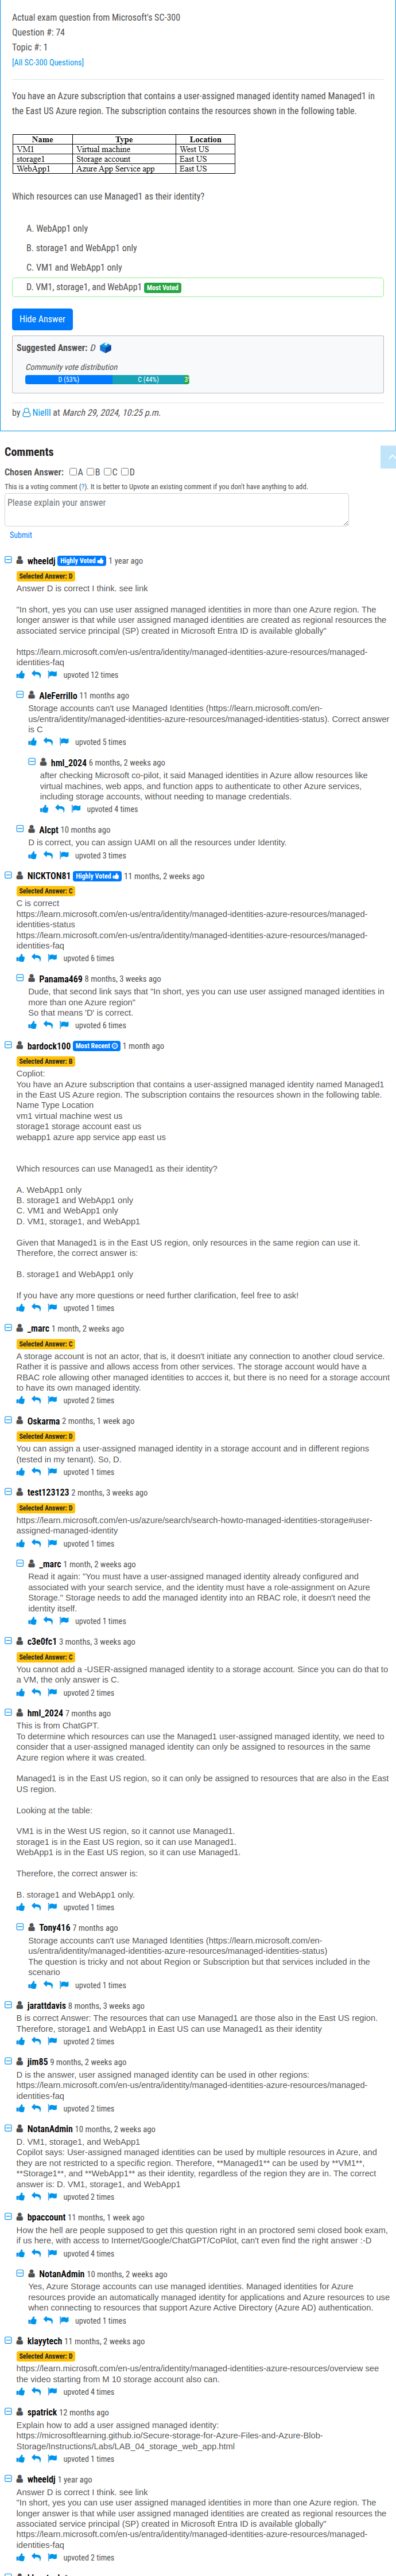 Actual exam question from Microsoft's SC-300
Question #: 74
Topic #: 1
[All SC-300 Questions]
You have an Azure subscription that contains a user-assigned managed identity named Managed1 in
the East US Azure region. The subscription contains the resources shown in the following table.
Name Type Location
VM1 Virtual machine West US
storage1 Storage account East US
WebApp1 Azure App Service app East US
Which resources can use Managed1 as their identity?
A. WebApp1 only
B. storage1 and WebApp1 only
C. VM1 and WebApp1 only
D. VM1, storage1, and WebApp1 Most Voted
Hide Answer
Suggested Answer: D
Community vote distribution
D (53%) C (44%)
by Nielll at March 29, 2024, 10:25 p.m.
Comments
Chosen Answer: A B C D
This is a voting comment (?). It is better to Upvote an existing comment if you don't have anything to add.
Please explain your answer
Submit
wheeldj Highly Voted 1 year ago
Selected Answer: D
Answer D is correct I think. see link
"In short, yes you can use user assigned managed identities in more than one Azure region. The
longer answer is that while user assigned managed identities are created as regional resources the
associated service principal (SP) created in Microsoft Entra ID is available globally"
https://learn.microsoft.com/en-us/entra/identity/managed-identities-azure-resources/managed-
identities-faq
upvoted 12 times
AleFerrillo 11 months ago
Storage accounts can't use Managed Identities (https://learn.microsoft.com/en-
us/entra/identity/managed-identities-azure-resources/managed-identities-status). Correct answer
is C
upvoted 5 times
hml_2024 6 months, 2 weeks ago
after checking Microsoft co-pilot, it said Managed identities in Azure allow resources like
virtual machines, web apps, and function apps to authenticate to other Azure services,
including storage accounts, without needing to manage credentials.
upvoted 4 times
Alcpt 10 months ago
D is correct, you can assign UAMI on all the resources under Identity.
upvoted 3 times
NICKTON81 Highly Voted 11 months, 2 weeks ago
Selected Answer: C
C is correct
https://learn.microsoft.com/en-us/entra/identity/managed-identities-azure-resources/managed-
identities-status
https://learn.microsoft.com/en-us/entra/identity/managed-identities-azure-resources/managed-
identities-faq
upvoted 6 times
Panama469 8 months, 3 weeks ago
Dude, that second link says that "In short, yes you can use user assigned managed identities in
more than one Azure region"
So that means 'D' is correct.
upvoted 6 times
bardock100 Most Recent 1 month ago
Selected Answer: B
Copliot:
You have an Azure subscription that contains a user-assigned managed identity named Managed1
in the East US Azure region. The subscription contains the resources shown in the following table.
Name Type Location
vm1 virtual machine west us
storage1 storage account east us
webapp1 azure app service app east us
Which resources can use Managed1 as their identity?
A. WebApp1 only
B. storage1 and WebApp1 only
C. VM1 and WebApp1 only
D. VM1, storage1, and WebApp1
Given that Managed1 is in the East US region, only resources in the same region can use it.
Therefore, the correct answer is:
B. storage1 and WebApp1 only
If you have any more questions or need further clarification, feel free to ask!
upvoted 1 times
_marc 1 month, 2 weeks ago
Selected Answer: C
A storage account is not an actor, that is, it doesn't initiate any connection to another cloud service.
Rather it is passive and allows access from other services. The storage account would have a
RBAC role allowing other managed identities to accces it, but there is no need for a storage account
to have its own managed identity.
upvoted 2 times
Oskarma 2 months, 1 week ago
Selected Answer: D
You can assign a user-assigned managed identity in a storage account and in different regions
(tested in my tenant). So, D.
upvoted 1 times
test123123 2 months, 3 weeks ago
Selected Answer: D
https://learn.microsoft.com/en-us/azure/search/search-howto-managed-identities-storage#user-
assigned-managed-identity
upvoted 1 times
_marc 1 month, 2 weeks ago
Read it again: "You must have a user-assigned managed identity already configured and
associated with your search service, and the identity must have a role-assignment on Azure
Storage." Storage needs to add the managed identity into an RBAC role, it doesn't need the
identity itself.
upvoted 1 times
c3e0fc1 3 months, 3 weeks ago
Selected Answer: C
You cannot add a -USER-assigned managed identity to a storage account. Since you can do that to
a VM, the only answer is C.
upvoted 2 times
hml_2024 7 months ago
This is from ChatGPT.
To determine which resources can use the Managed1 user-assigned managed identity, we need to
consider that a user-assigned managed identity can only be assigned to resources in the same
Azure region where it was created.
Managed1 is in the East US region, so it can only be assigned to resources that are also in the East
US region.
Looking at the table:
VM1 is in the West US region, so it cannot use Managed1.
storage1 is in the East US region, so it can use Managed1.
WebApp1 is in the East US region, so it can use Managed1.
Therefore, the correct answer is:
B. storage1 and WebApp1 only.
upvoted 1 times
Tony416 7 months ago
Storage accounts can't use Managed Identities (https://learn.microsoft.com/en-
us/entra/identity/managed-identities-azure-resources/managed-identities-status)
The question is tricky and not about Region or Subscription but that services included in the
scenario
upvoted 1 times
jarattdavis 8 months, 3 weeks ago
B is correct Answer: The resources that can use Managed1 are those also in the East US region.
Therefore, storage1 and WebApp1 in East US can use Managed1 as their identity
upvoted 2 times
jim85 9 months, 2 weeks ago
D is the answer, user assigned managed identity can be used in other regions:
https://learn.microsoft.com/en-us/entra/identity/managed-identities-azure-resources/managed-
identities-faq
upvoted 2 times
NotanAdmin 10 months, 2 weeks ago
D. VM1, storage1, and WebApp1
Copilot says: User-assigned managed identities can be used by multiple resources in Azure, and
they are not restricted to a specific region. Therefore, **Managed1** can be used by **VM1**,
**Storage1**, and **WebApp1** as their identity, regardless of the region they are in. The correct
answer is: D. VM1, storage1, and WebApp1
upvoted 2 times
bpaccount 11 months, 1 week ago
How the hell are people supposed to get this question right in an proctored semi closed book exam,
if us here, with access to Internet/Google/ChatGPT/CoPilot, can't even find the right answer :-D
upvoted 4 times
NotanAdmin 10 months, 2 weeks ago
Yes, Azure Storage accounts can use managed identities. Managed identities for Azure
resources provide an automatically managed identity for applications and Azure resources to use
when connecting to resources that support Azure Active Directory (Azure AD) authentication.
upvoted 1 times
klayytech 11 months, 2 weeks ago
Selected Answer: D
https://learn.microsoft.com/en-us/entra/identity/managed-identities-azure-resources/overview see
the video starting from M 10 storage account also can.
upvoted 4 times
spatrick 12 months ago
Explain how to add a user assigned managed identity:
https://microsoftlearning.github.io/Secure-storage-for-Azure-Files-and-Azure-Blob-
Storage/Instructions/Labs/LAB_04_storage_web_app.html
upvoted 1 times
wheeldj 1 year ago
Answer D is correct I think. see link
"In short, yes you can use user assigned managed identities in more than one Azure region. The
longer answer is that while user assigned managed identities are created as regional resources the
associated service principal (SP) created in Microsoft Entra ID is available globally"
https://learn.microsoft.com/en-us/entra/identity/managed-identities-azure-resources/managed-
identities-faq
upvoted 2 times